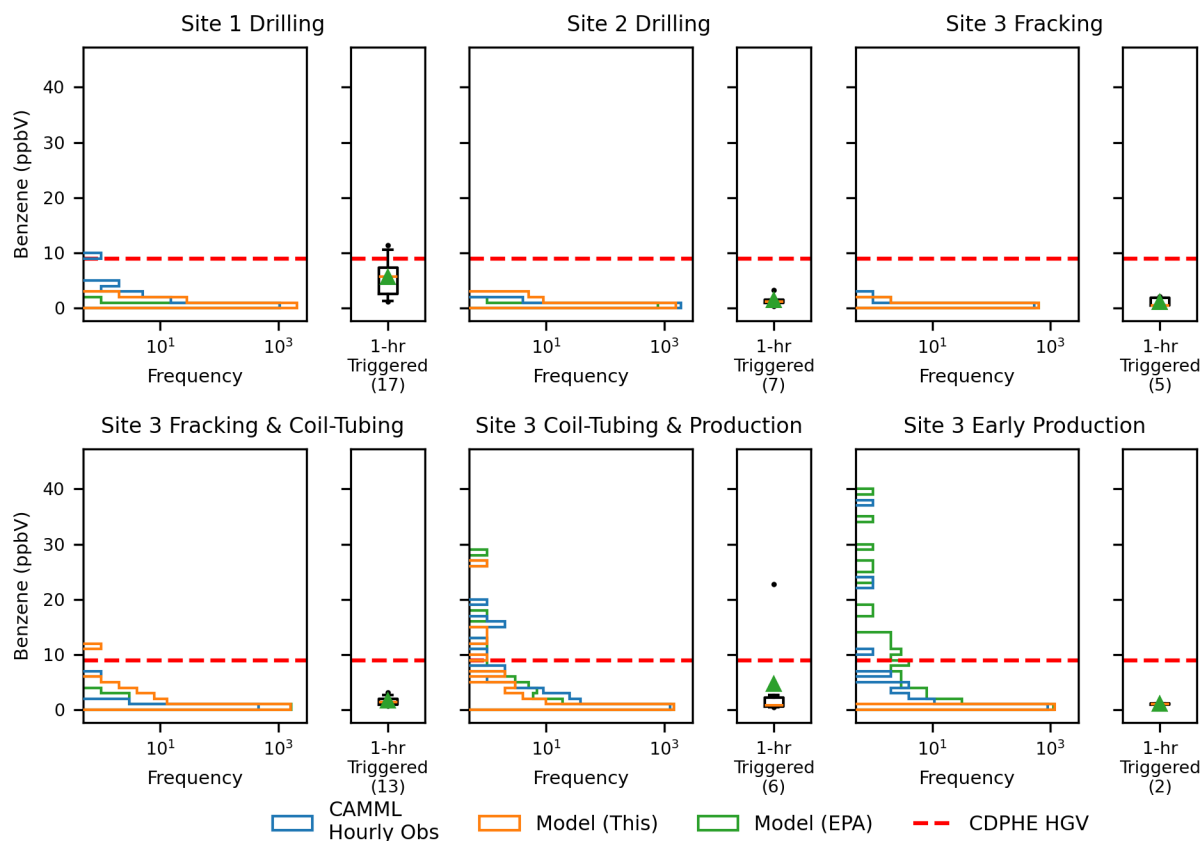 Site 1 Drilling
Site 2 Drilling
Site 3 Fracking
Benzene (ppbV)
40
30
20
10
0
10¹ 10³
Frequency
1-hr
Triggered
(17)
10¹ 10³
Frequency
1-hr
Triggered
(7)
10¹ 10³
Frequency
1-hr
Triggered
(5)
Site 3 Fracking & Coil-Tubing
Site 3 Coil-Tubing & Production
Site 3 Early Production
Benzene (ppbV)
40
30
20
10
0
10¹ 10³
Frequency
1-hr
Triggered
(13)
10¹ 10³
Frequency
1-hr
Triggered
(6)
10¹ 10³
Frequency
1-hr
Triggered
(2)
CAMML
Hourly Obs
Model (This)
Model (EPA)
CDPHE HGV